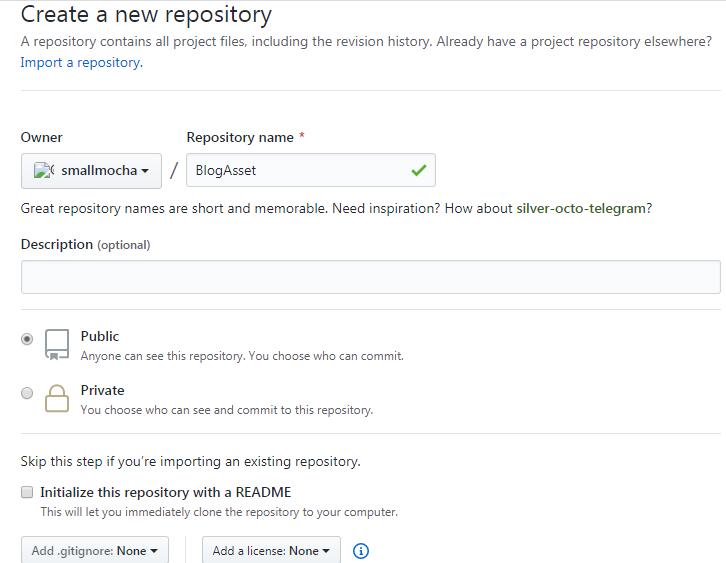 Create a new repository
A repository contains all project files, including the revision history. Already have a project repository elsewhere?
Import a repository.
Owner Repository name *
smallmocha / BlogAsset
Great repository names are short and memorable. Need inspiration? How about silver-octo-telegram?
Description (optional)
Public
Anyone can see this repository. You choose who can commit.
Private
You choose who can see and commit to this repository.
Skip this step if you’re importing an existing repository.
Initialize this repository with a README
This will let you immediately clone the repository to your computer.
Add .gitignore: None Add a license: None